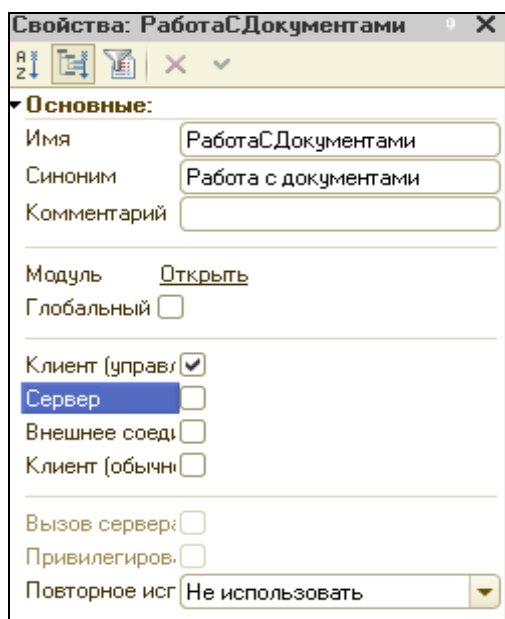 Свойства: РаботаСДокументами
Основные:
Имя РаботаСДокументами
Синоним Работа с документами
Комментарий
Модуль Открыть
Глобальный
Клиент (управл
Сервер
Внешнее соеди
Клиент (обычн
Вызов сервера
Привилегиров
Повторное исп Не использовать